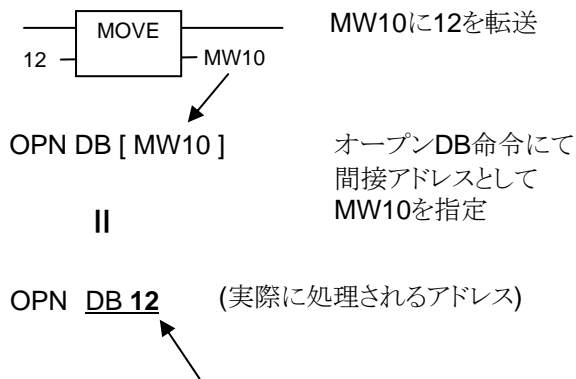 MOVE
MW10に12を転送
12
MW10
OPN DB [ MW10 ]
オープンDB命令にて
間接アドレスとして
MW10を指定
=
OPN DB 12
(実際に処理されるアドレス)